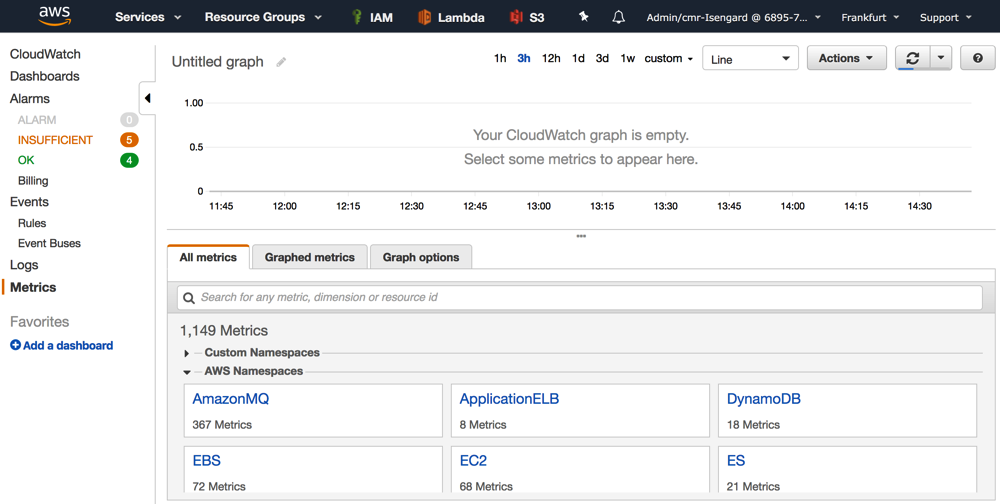 aws Services Resource Groups IAM Lambda S3 Admin/cmr-Isengard @ 6895-7... Frankfurt Support
CloudWatch
Dashboards
Alarms
ALARM 0
INSUFFICIENT 5
OK 4
Billing
Events
Rules
Event Buses
Logs
Metrics
Favorites
Add a dashboard
Untitled graph 1h 3h 12h 1d 3d 1w custom Line Actions ?
1.00
0.5
0
Your CloudWatch graph is empty.
Select some metrics to appear here.
11:45 12:00 12:15 12:30 12:45 13:00 13:15 13:30 13:45 14:00 14:15 14:30
All metrics Graphed metrics Graph options
Search for any metric, dimension or resource id
1,149 Metrics
Custom Namespaces
AWS Namespaces
AmazonMQ ApplicationELB DynamoDB
367 Metrics 8 Metrics 18 Metrics
EBS EC2 ES
72 Metrics 68 Metrics 21 Metrics